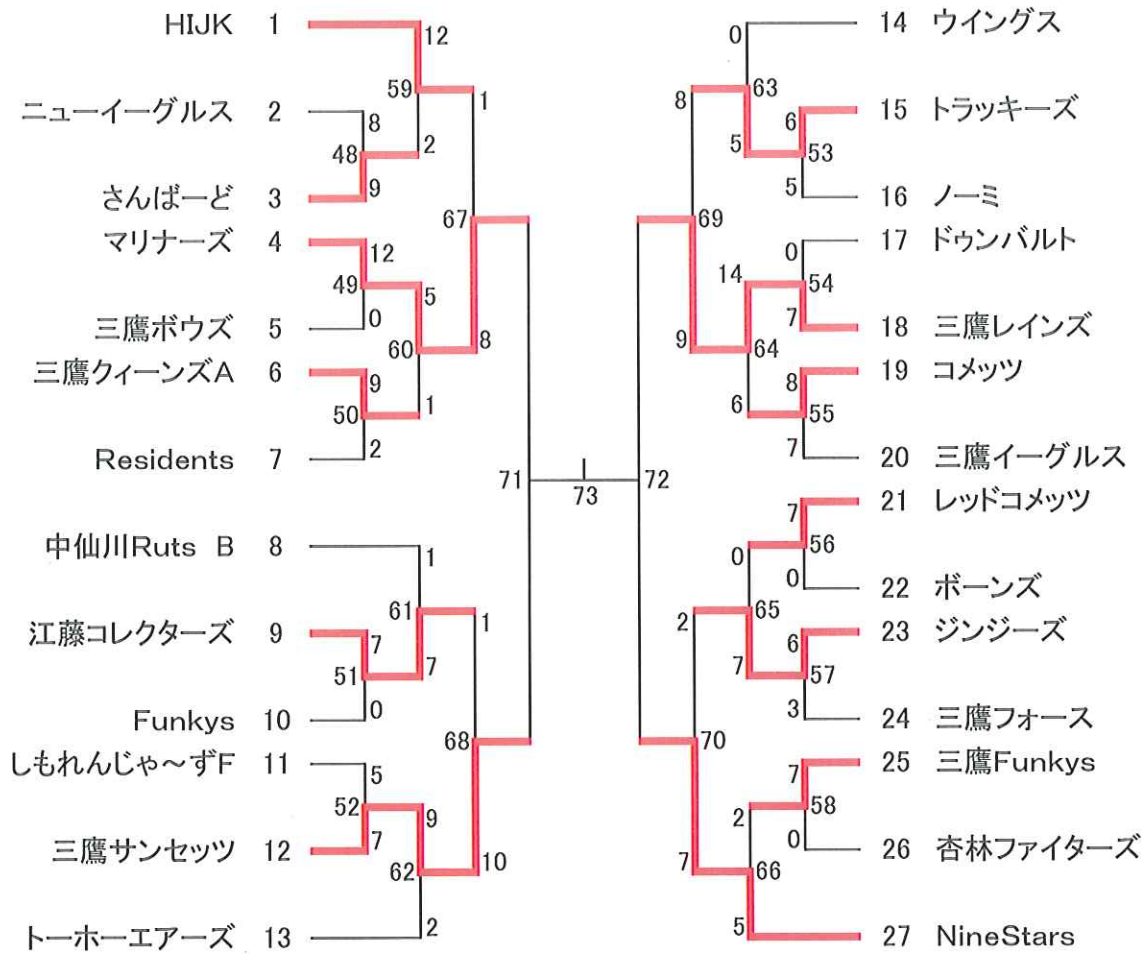 HIJK 1
12
59
1
ニューイーグルス 2
8
48
2
さんばーど 3
9
67
マリナーズ 4
12
49
5
三鷹ボウズ 5
0
60
8
三鷹クィーンズA 6
9
50
1
Residents 7
2
71
中仙川Ruts B 8
1
61
1
江藤コレクターズ 9
7
51
7
Funkys 10
0
68
しもれんじゃ～ずF 11
5
52
9
三鷹サンセッツ 12
7
62
10
トーホーエアーズ 13
2
73
14 ウイングス
0
63
8
15 トラッキーズ
6
5
53
16 ノーミ
5
69
17 ドゥンバルト
0
14
54
18 三鷹レインズ
7
9
64
19 コメッツ
8
6
55
20 三鷹イーグルス
7
72
21 レッドコメッツ
7
0
56
22 ボーンズ
0
2
65
23 ジンジーズ
6
7
57
24 三鷹フォース
3
70
25 三鷹Funkys
7
2
58
26 杏林ファイターズ
0
7
66
27 NineStars
5